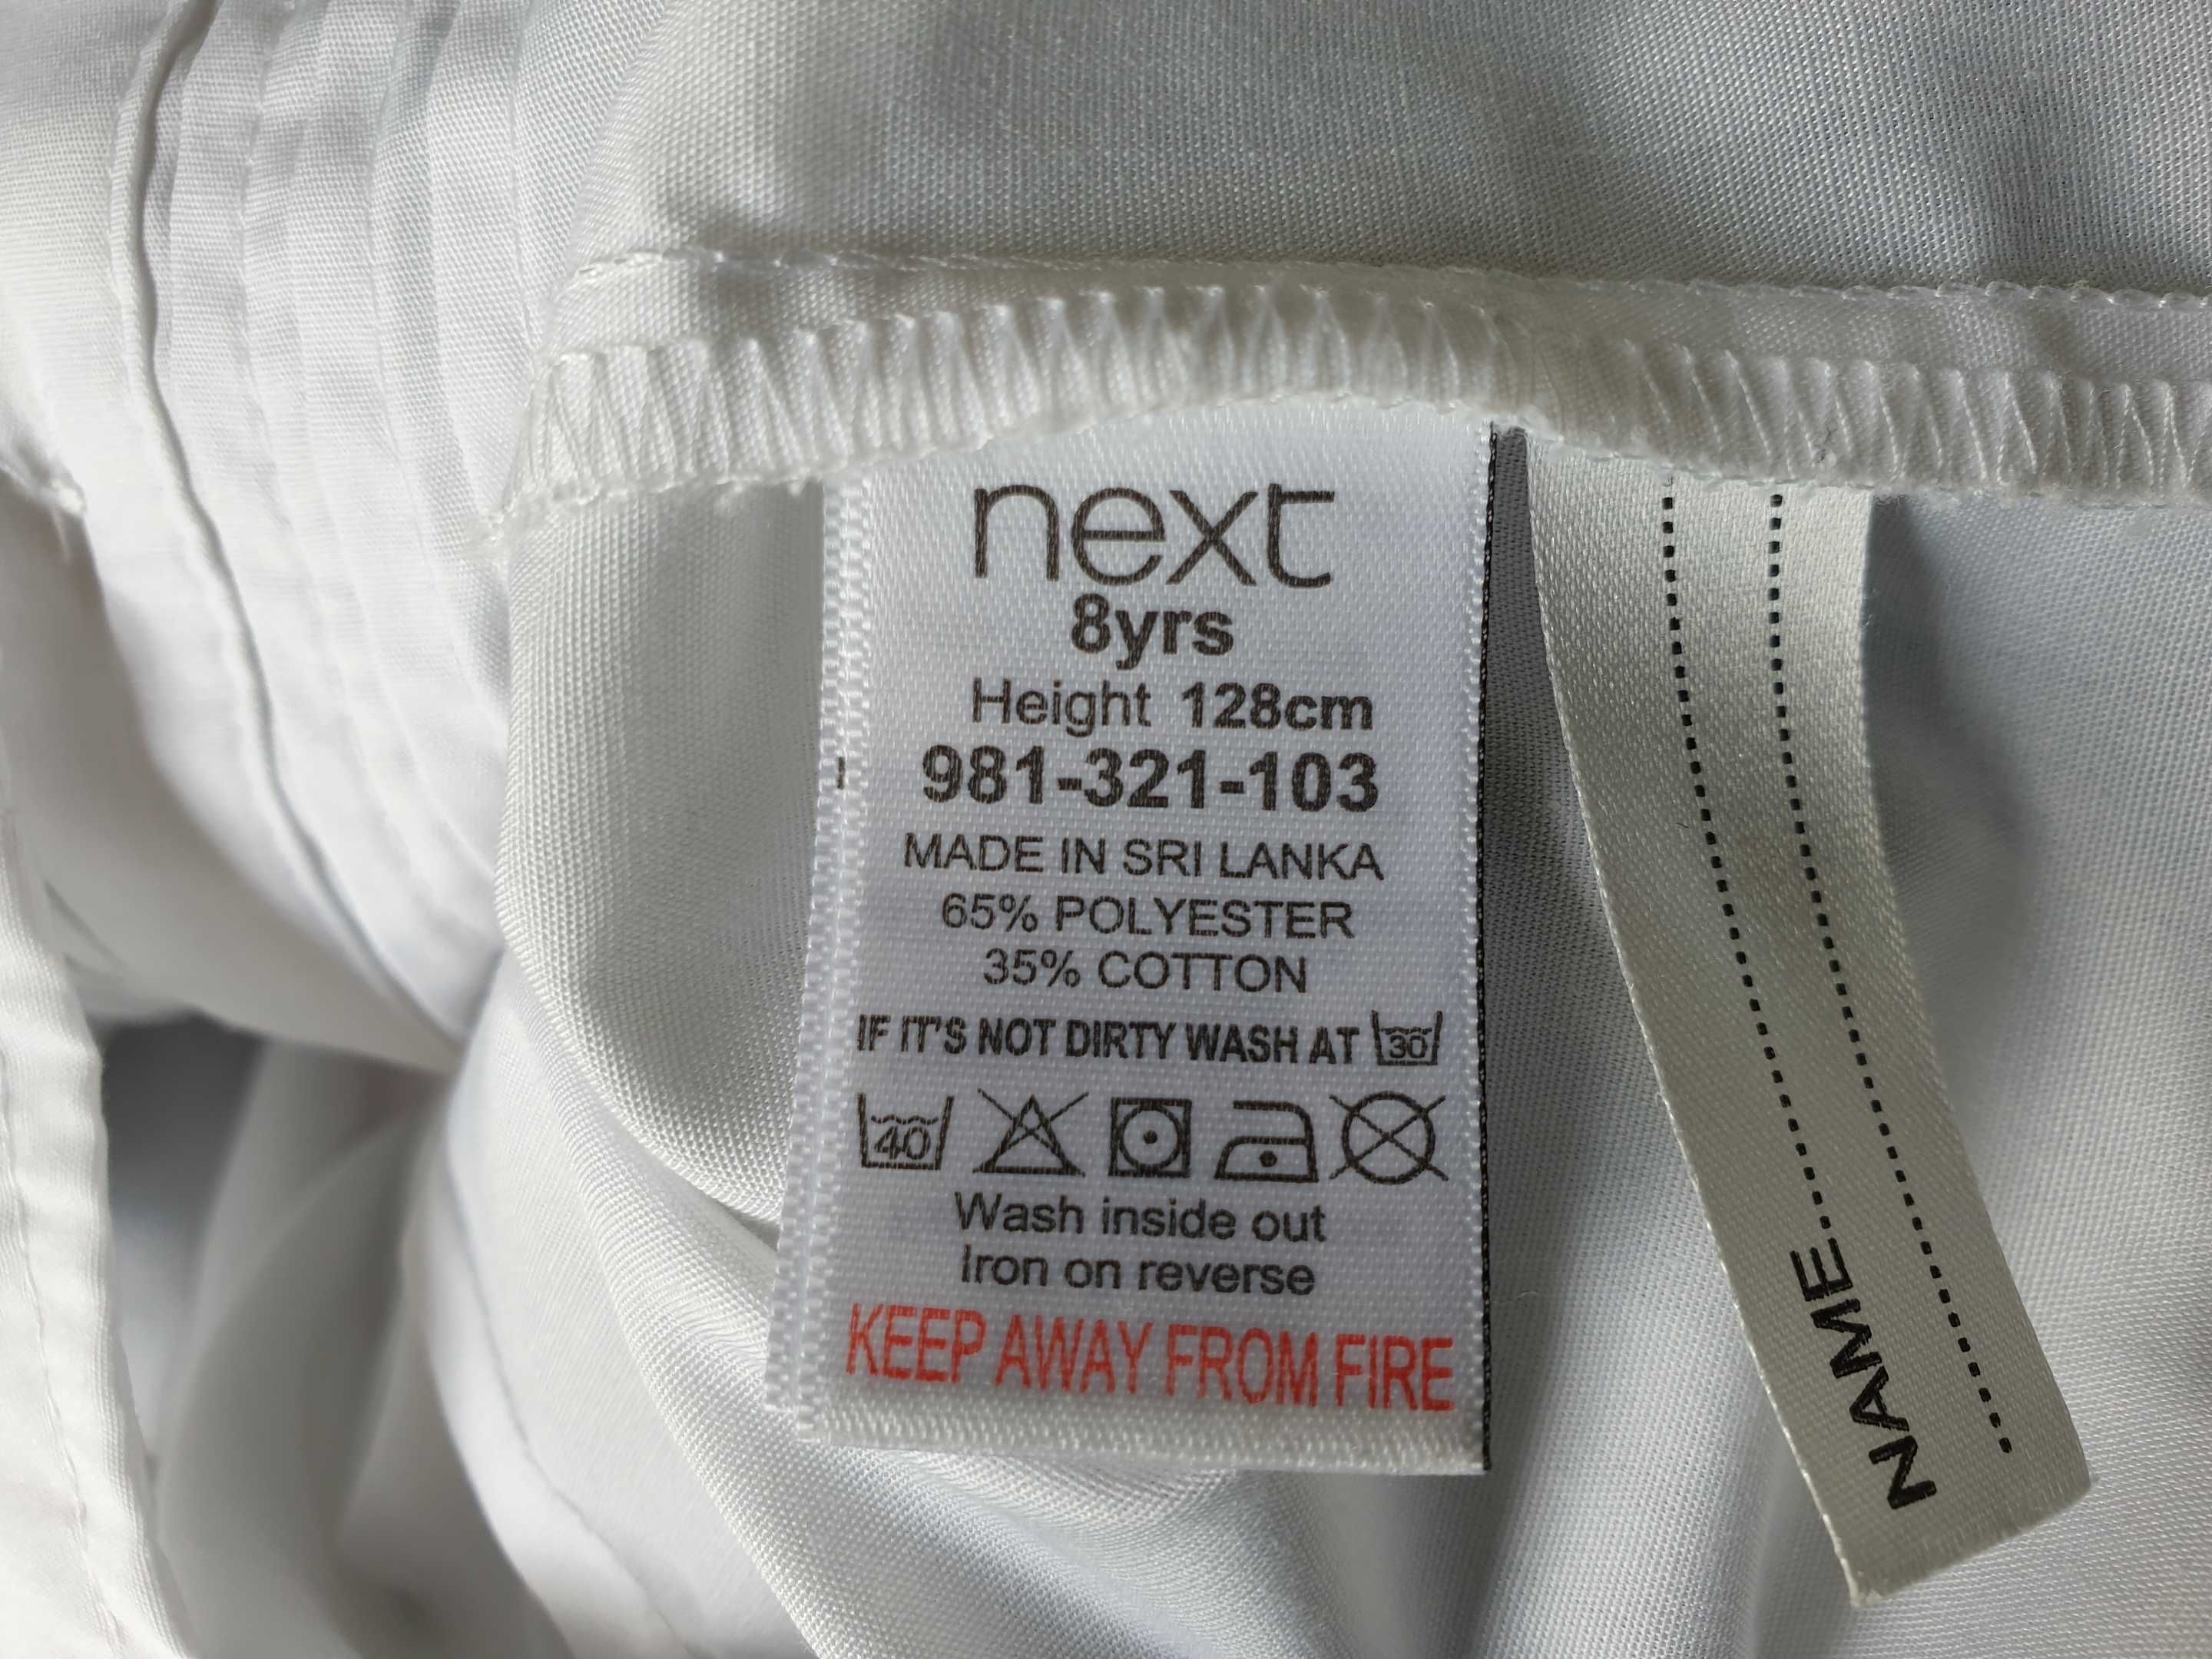 next
8yrs
Height 128cm
981-321-103
MADE IN SRI LANKA
65% POLYESTER
35% COTTON
IF IT'S NOT DIRTY WASH AT 30
40
Wash inside out
Iron on reverse
KEEP AWAY FROM FIRE
NAME